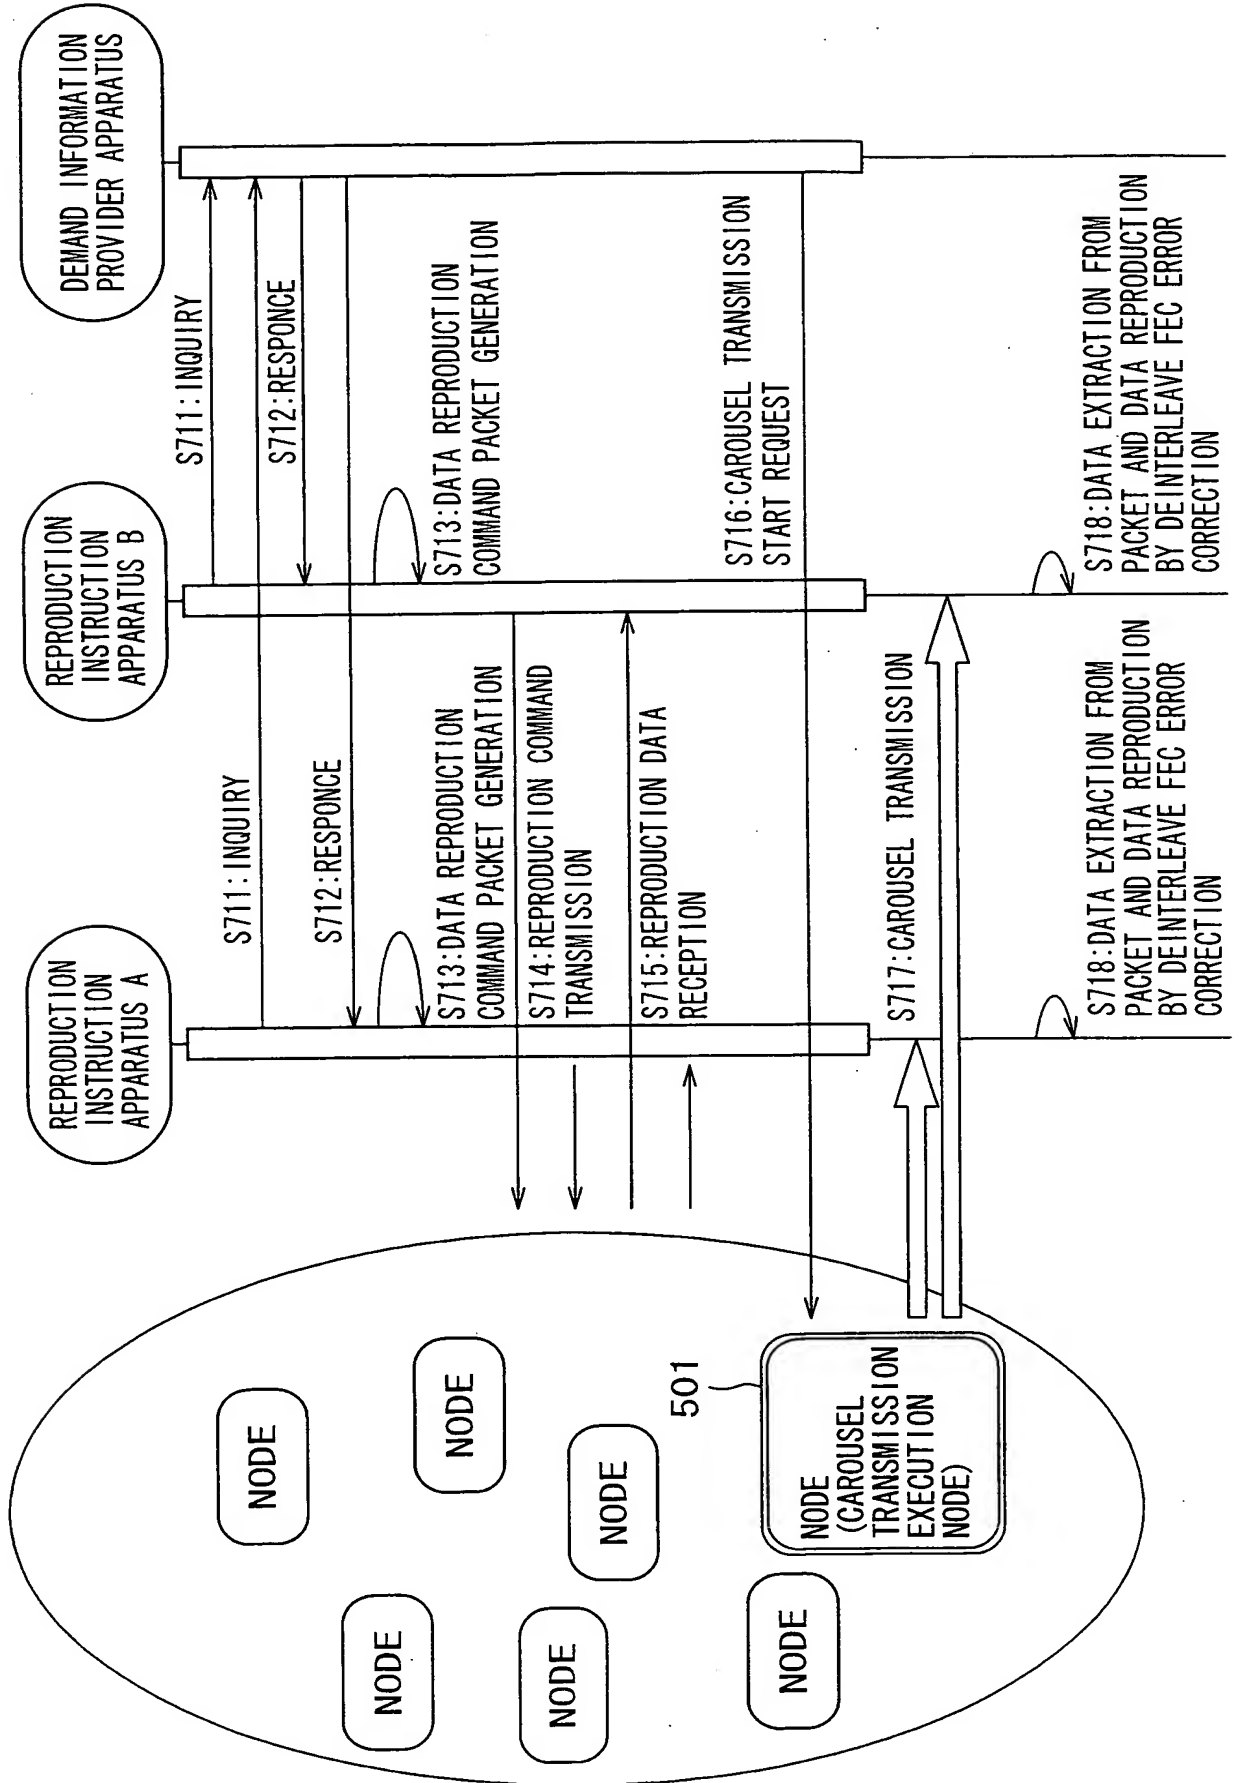 DEMAND INFORMATION
PROVIDER APPARATUS
REPRODUCTION
INSTRUCTION
APPARATUS B
REPRODUCTION
INSTRUCTION
APPARATUS A
S711:INQUIRY
S711:INQUIRY
S712:RESPONCE
S712:RESPONCE
S713:DATA REPRODUCTION
COMMAND PACKET GENERATION
S713:DATA REPRODUCTION
COMMAND PACKET GENERATION
S714:REPRODUCTION COMMAND
TRANSMISSION
S715:REPRODUCTION DATA
RECEPTION
S716:CAROUSEL TRANSMISSION
START REQUEST
S717:CAROUSEL TRANSMISSION
S718:DATA EXTRACTION FROM
PACKET AND DATA REPRODUCTION
BY DEINTERLEAVE FEC ERROR
CORRECTION
S718:DATA EXTRACTION FROM
PACKET AND DATA REPRODUCTION
BY DEINTERLEAVE FEC ERROR
CORRECTION
NODE
NODE
NODE
NODE
NODE
NODE
501
NODE
(CAROUSEL
TRANSMISSION
EXECUTION
NODE)